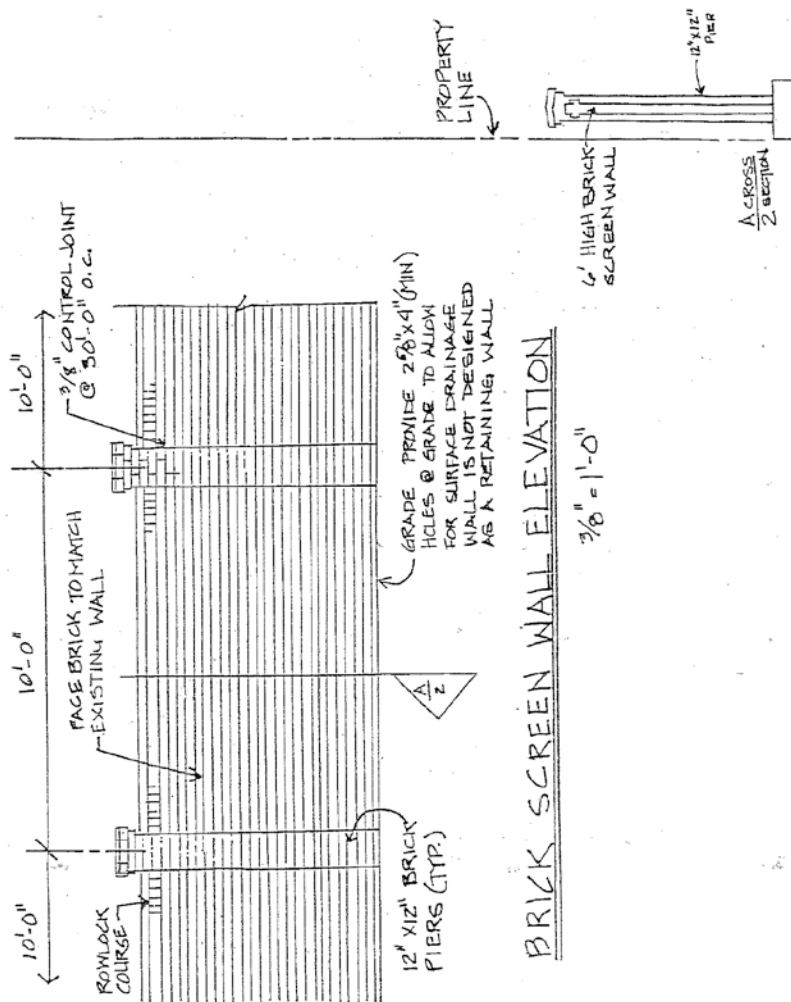 10'-0"
10'-0"
10'-0"
ROWLOCK
COURSE
FACE BRICK TO MATCH
EXISTING WALL
3/8" CONTROL JOINT
@ 30'-0" O.C.
12" X12" BRICK
PIERS (TYP.)
A
2
GRADE PROVIDE 2⅝"X4" (MIN)
HOLES @ GRADE TO ALLOW
FOR SURFACE DRAINAGE
WALL IS NOT DESIGNED
AS A RETAINING WALL
BRICK SCREEN WALL ELEVATION
3/8" = 1'-0"
PROPERTY
LINE
6' HIGH BRICK
SCREEN WALL
12"X12"
PIER
A CROSS
2 SECTION